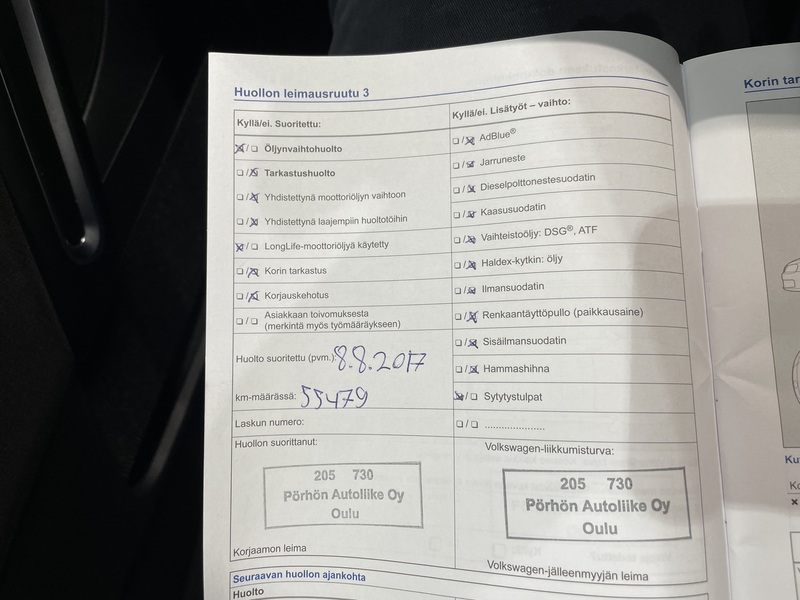 Huollon leimausruutu 3
Kyllä/ei. Suoritettu:
☒/☐ Öljynvaihtohuolto
☐/☒ Tarkastushuolto
☐/☒ Yhdistettynä moottoriöljyn vaihtoon
☐/☒ Yhdistettynä laajempiin huoltotöihin
☒/☐ LongLife-moottoriöljyä käytetty
☐/☒ Korin tarkastus
☐/☒ Korjauskehotus
☐/☐ Asiakkaan toivomuksesta
(merkintä myös työmääräykseen)
Huolto suoritettu (pvm.): 8.8.2017
km-määrässä: 55479
Laskun numero:
Huollon suorittanut:
205 730
Pörhön Autoliike Oy
Oulu
Korjaamon leima
Kyllä/ei. Lisätyöt – vaihto:
☐/☒ AdBlue®
☐/☒ Jarruneste
☐/☒ Dieselpolttonestesuodatin
☐/☒ Kaasusuodatin
☐/☒ Vaihteistoöljy: DSG®, ATF
☐/☒ Haldex-kytkin: öljy
☐/☒ Ilmansuodatin
☐/☒ Renkaantäyttöpullo (paikkausaine)
☐/☒ Sisäilmansuodatin
☐/☒ Hammashihna
☒/☐ Sytytystulpat
☐/☐ .....................
Volkswagen-liikkumisturva:
205 730
Pörhön Autoliike Oy
Oulu
Volkswagen-jälleenmyyjän leima
Seuraavan huollon ajankohta
Huolto
Korin tar
Ku
Ko
x